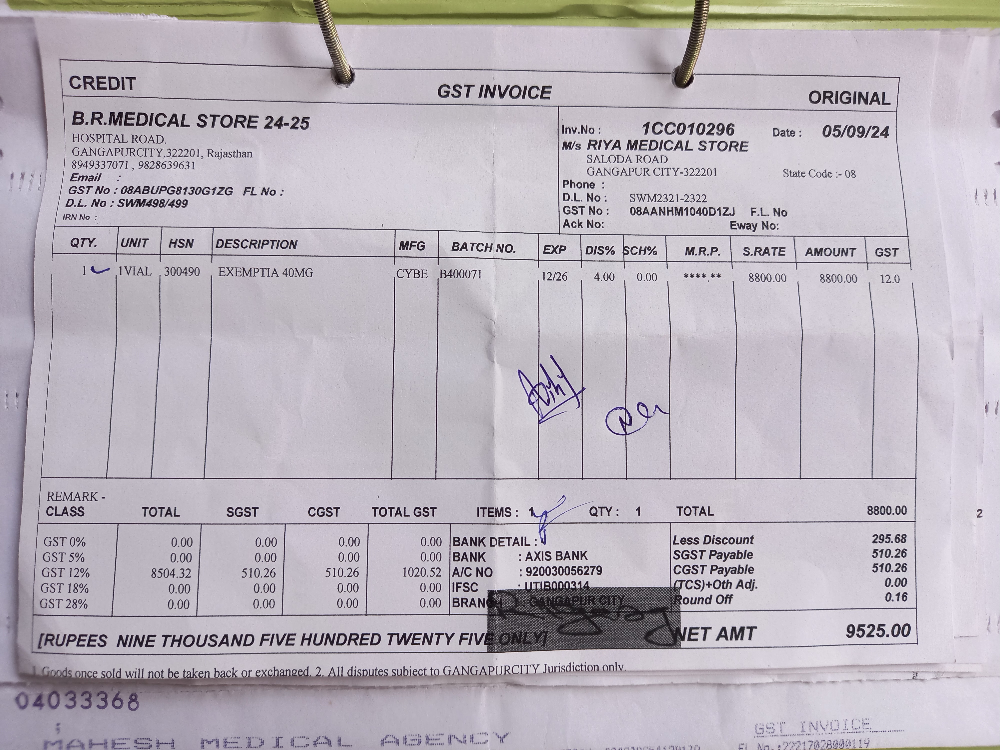 CREDIT GST INVOICE ORIGINAL
B.R.MEDICAL STORE 24-25
HOSPITAL ROAD,
GANGAPURCITY,322201, Rajasthan
8949337071 , 9828639631
Email :
GST No : 08ABUPG8130G1ZG FL No :
D.L. No : SWM498/499
IRN No :
Inv.No : 1CC010296 Date : 05/09/24
M/s RIYA MEDICAL STORE
SALODA ROAD
GANGAPUR CITY-322201 State Code :- 08
Phone :
D.L. No : SWM2321-2322
GST No : 08AANHM1040D1ZJ F.L. No
Ack No: Eway No:
QTY. UNIT HSN DESCRIPTION MFG BATCH NO. EXP DIS% SCH% M.R.P. S.RATE AMOUNT GST
1 1VIAL 300490 EXEMPTIA 40MG CYBE B400071 12/26 4.00 0.00 ****.** 8800.00 8800.00 12.0
REMARK -
CLASS TOTAL SGST CGST TOTAL GST ITEMS : 1 QTY : 1 TOTAL 8800.00
GST 0% 0.00 0.00 0.00 0.00 BANK DETAIL : Less Discount 295.68
GST 5% 0.00 0.00 0.00 0.00 BANK : AXIS BANK SGST Payable 510.26
GST 12% 8504.32 510.26 510.26 1020.52 A/C NO : 920030056279 CGST Payable 510.26
GST 18% 0.00 0.00 0.00 0.00 IFSC : UTIB000314 (TCS)+Oth Adj. 0.00
GST 28% 0.00 0.00 0.00 0.00 BRANCH : GANGAPUR CITY Round Off 0.16
[RUPEES NINE THOUSAND FIVE HUNDRED TWENTY FIVE ONLY] NET AMT 9525.00
1. Goods once sold will not be taken back or exchanged. 2. All disputes subject to GANGAPURCITY Jurisdiction only.
2
04033368
MAHESH MEDICAL AGENCY
GST INVOICE